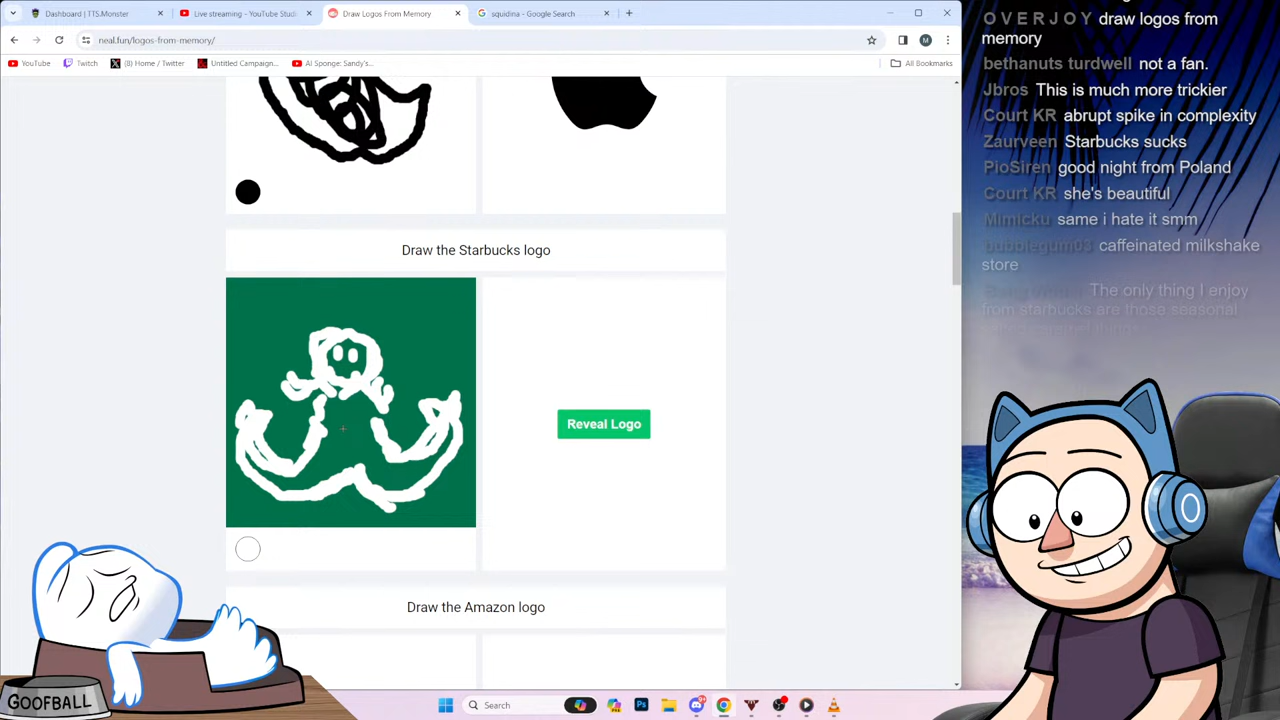 Dashboard | TTS.Monster
Live streaming - YouTube Studi
Draw Logos From Memory
squidina - Google Search
neal.fun/logos-from-memory/
M
YouTube
Twitch
(8) Home / Twitter
Untitled Campaign...
AI Sponge: Sandy's...
All Bookmarks
Draw the Starbucks logo
Reveal Logo
Draw the Amazon logo
Search
GOOFBALL
O V E R J O Y draw logos from
memory
bethanuts turdwell not a fan.
Jbros This is much more trickier
Court KR abrupt spike in complexity
Zaurveen Starbucks sucks
PioSiren good night from Poland
Court KR she's beautiful
Mimicku same i hate it smm
bubblegum03 caffeinated milkshake
store
The only thing I enjoy
from starbucks are those seasonal